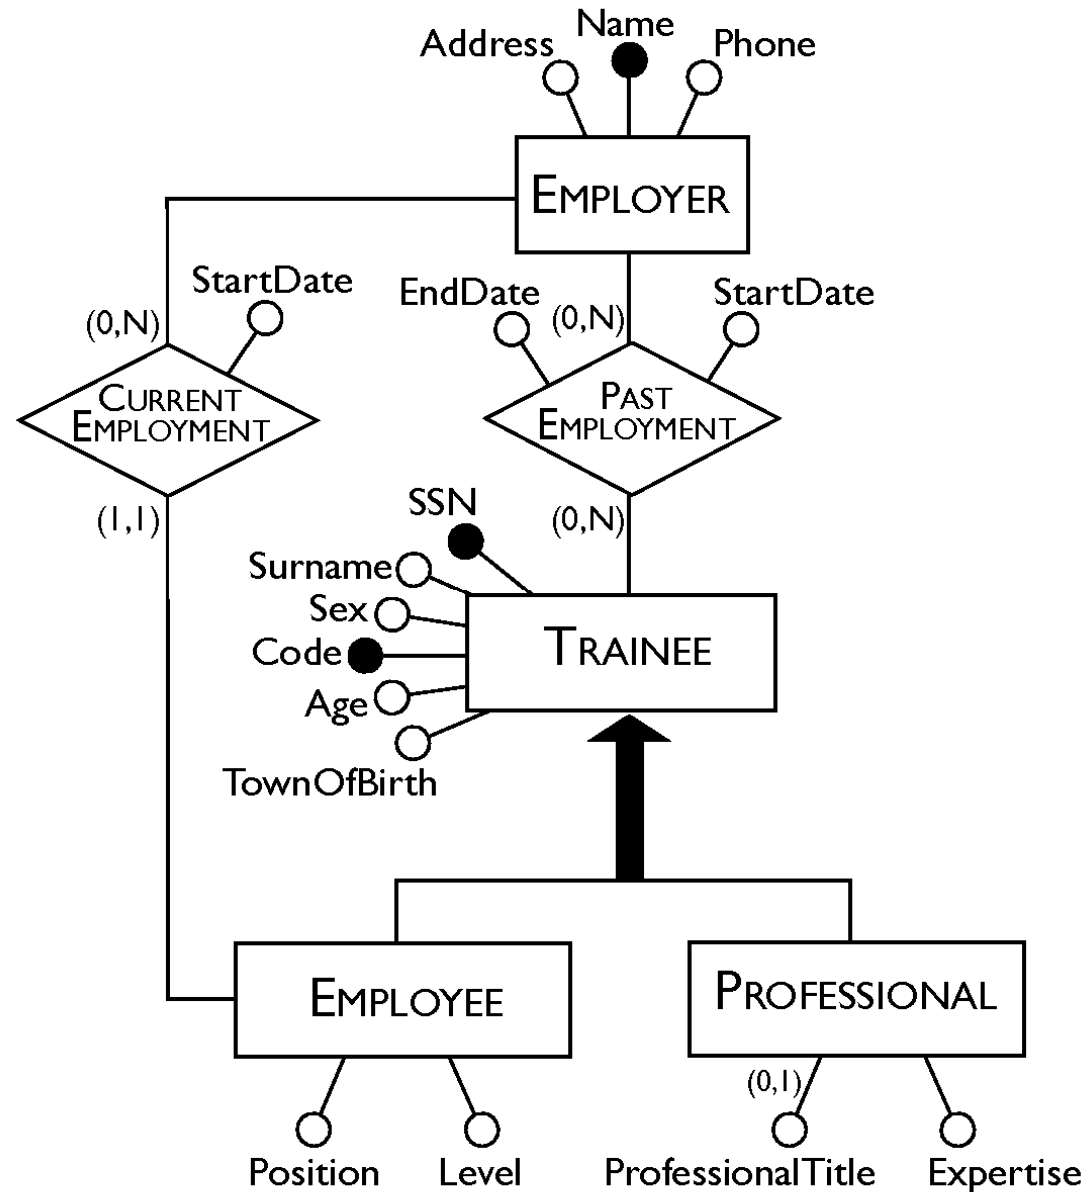 Name
Address
Phone
EMPLOYER
StartDate
EndDate
StartDate
(0,N)
(0,N)
CURRENT
EMPLOYMENT
PAST
EMPLOYMENT
(1,1)
SSN
(0,N)
Surname
Sex
Code
TRAINEE
Age
TownOfBirth
EMPLOYEE
PROFESSIONAL
(0,1)
Position
Level
ProfessionalTitle
Expertise